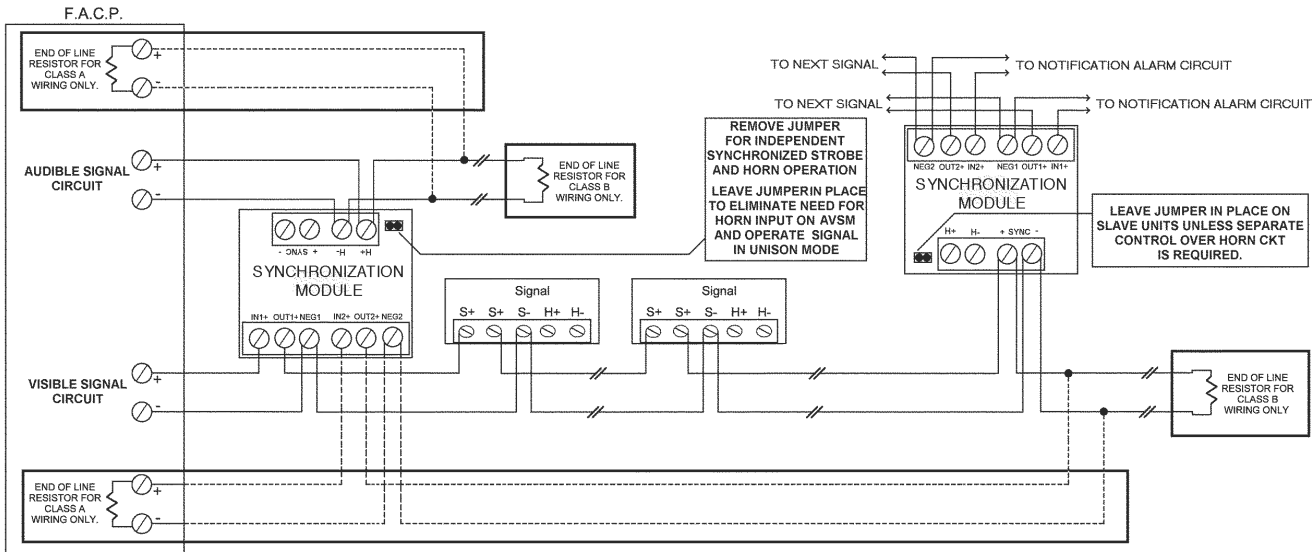 F.A.C.P.
END OF LINE
RESISTOR FOR
CLASS A
WIRING ONLY.
+
-
AUDIBLE SIGNAL
CIRCUIT
+
-
END OF LINE
RESISTOR FOR
CLASS B
WIRING ONLY.
- SYNC + H- H+
SYNCHRONIZATION
MODULE
IN1+ OUT1+ NEG1 IN2+ OUT2+ NEG2
REMOVE JUMPER
FOR INDEPENDENT
SYNCHRONIZED STROBE
AND HORN OPERATION
LEAVE JUMPERIN PLACE
TO ELIMINATE NEED FOR
HORN INPUT ON AVSM
AND OPERATE SIGNAL
IN UNISON MODE
Signal
S+ S+ S- H+ H-
Signal
S+ S+ S- H+ H-
TO NEXT SIGNAL
TO NOTIFICATION ALARM CIRCUIT
TO NEXT SIGNAL
TO NOTIFICATION ALARM CIRCUIT
NEG2 OUT2+ IN2+ NEG1 OUT1+ IN1+
SYNCHRONIZATION
MODULE
H+ H- + SYNC -
LEAVE JUMPER IN PLACE ON
SLAVE UNITS UNLESS SEPARATE
CONTROL OVER HORN CKT
IS REQUIRED.
VISIBLE SIGNAL
CIRCUIT
+
-
END OF LINE
RESISTOR FOR
CLASS B
WIRING ONLY
END OF LINE
RESISTOR FOR
CLASS A
WIRING ONLY.
+
-